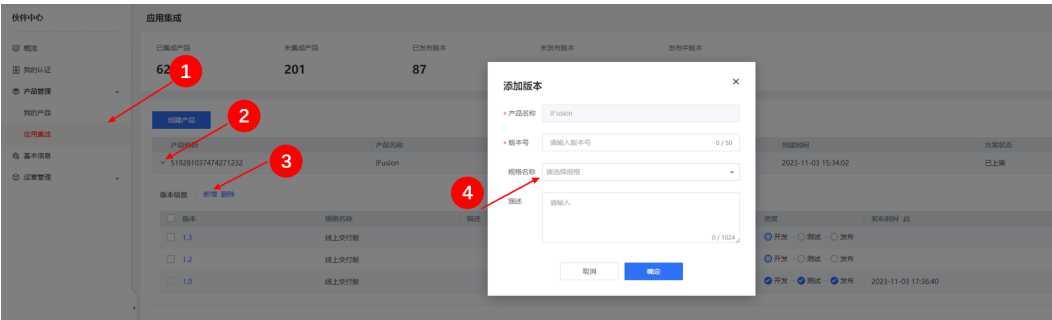 伙伴中心
应用集成
概览
我的认证
产品管理
我的产品
应用集成
基本信息
运营管理
已集成产品 未集成产品 已发布版本 未发布版本 发布中版本
62 201 87
1
创建产品
2
产品名称 创建时间 方案状态
519281037474271232 IFusion 2023-11-03 15:34:02 已上架
3
版本信息 新增 删除
版本 规格名称 描述 进度 发布时间
1.3 线上交付版 开发 测试 发布
1.2 线上交付版 开发 测试 发布
1.0 线上交付版 开发 测试 发布 2023-11-03 17:36:40
添加版本
* 产品名称 IFusion
* 版本号 请输入版本号 0 / 50
规格名称 请选择规格
4
描述 请输入
0 / 1024
取消 确定